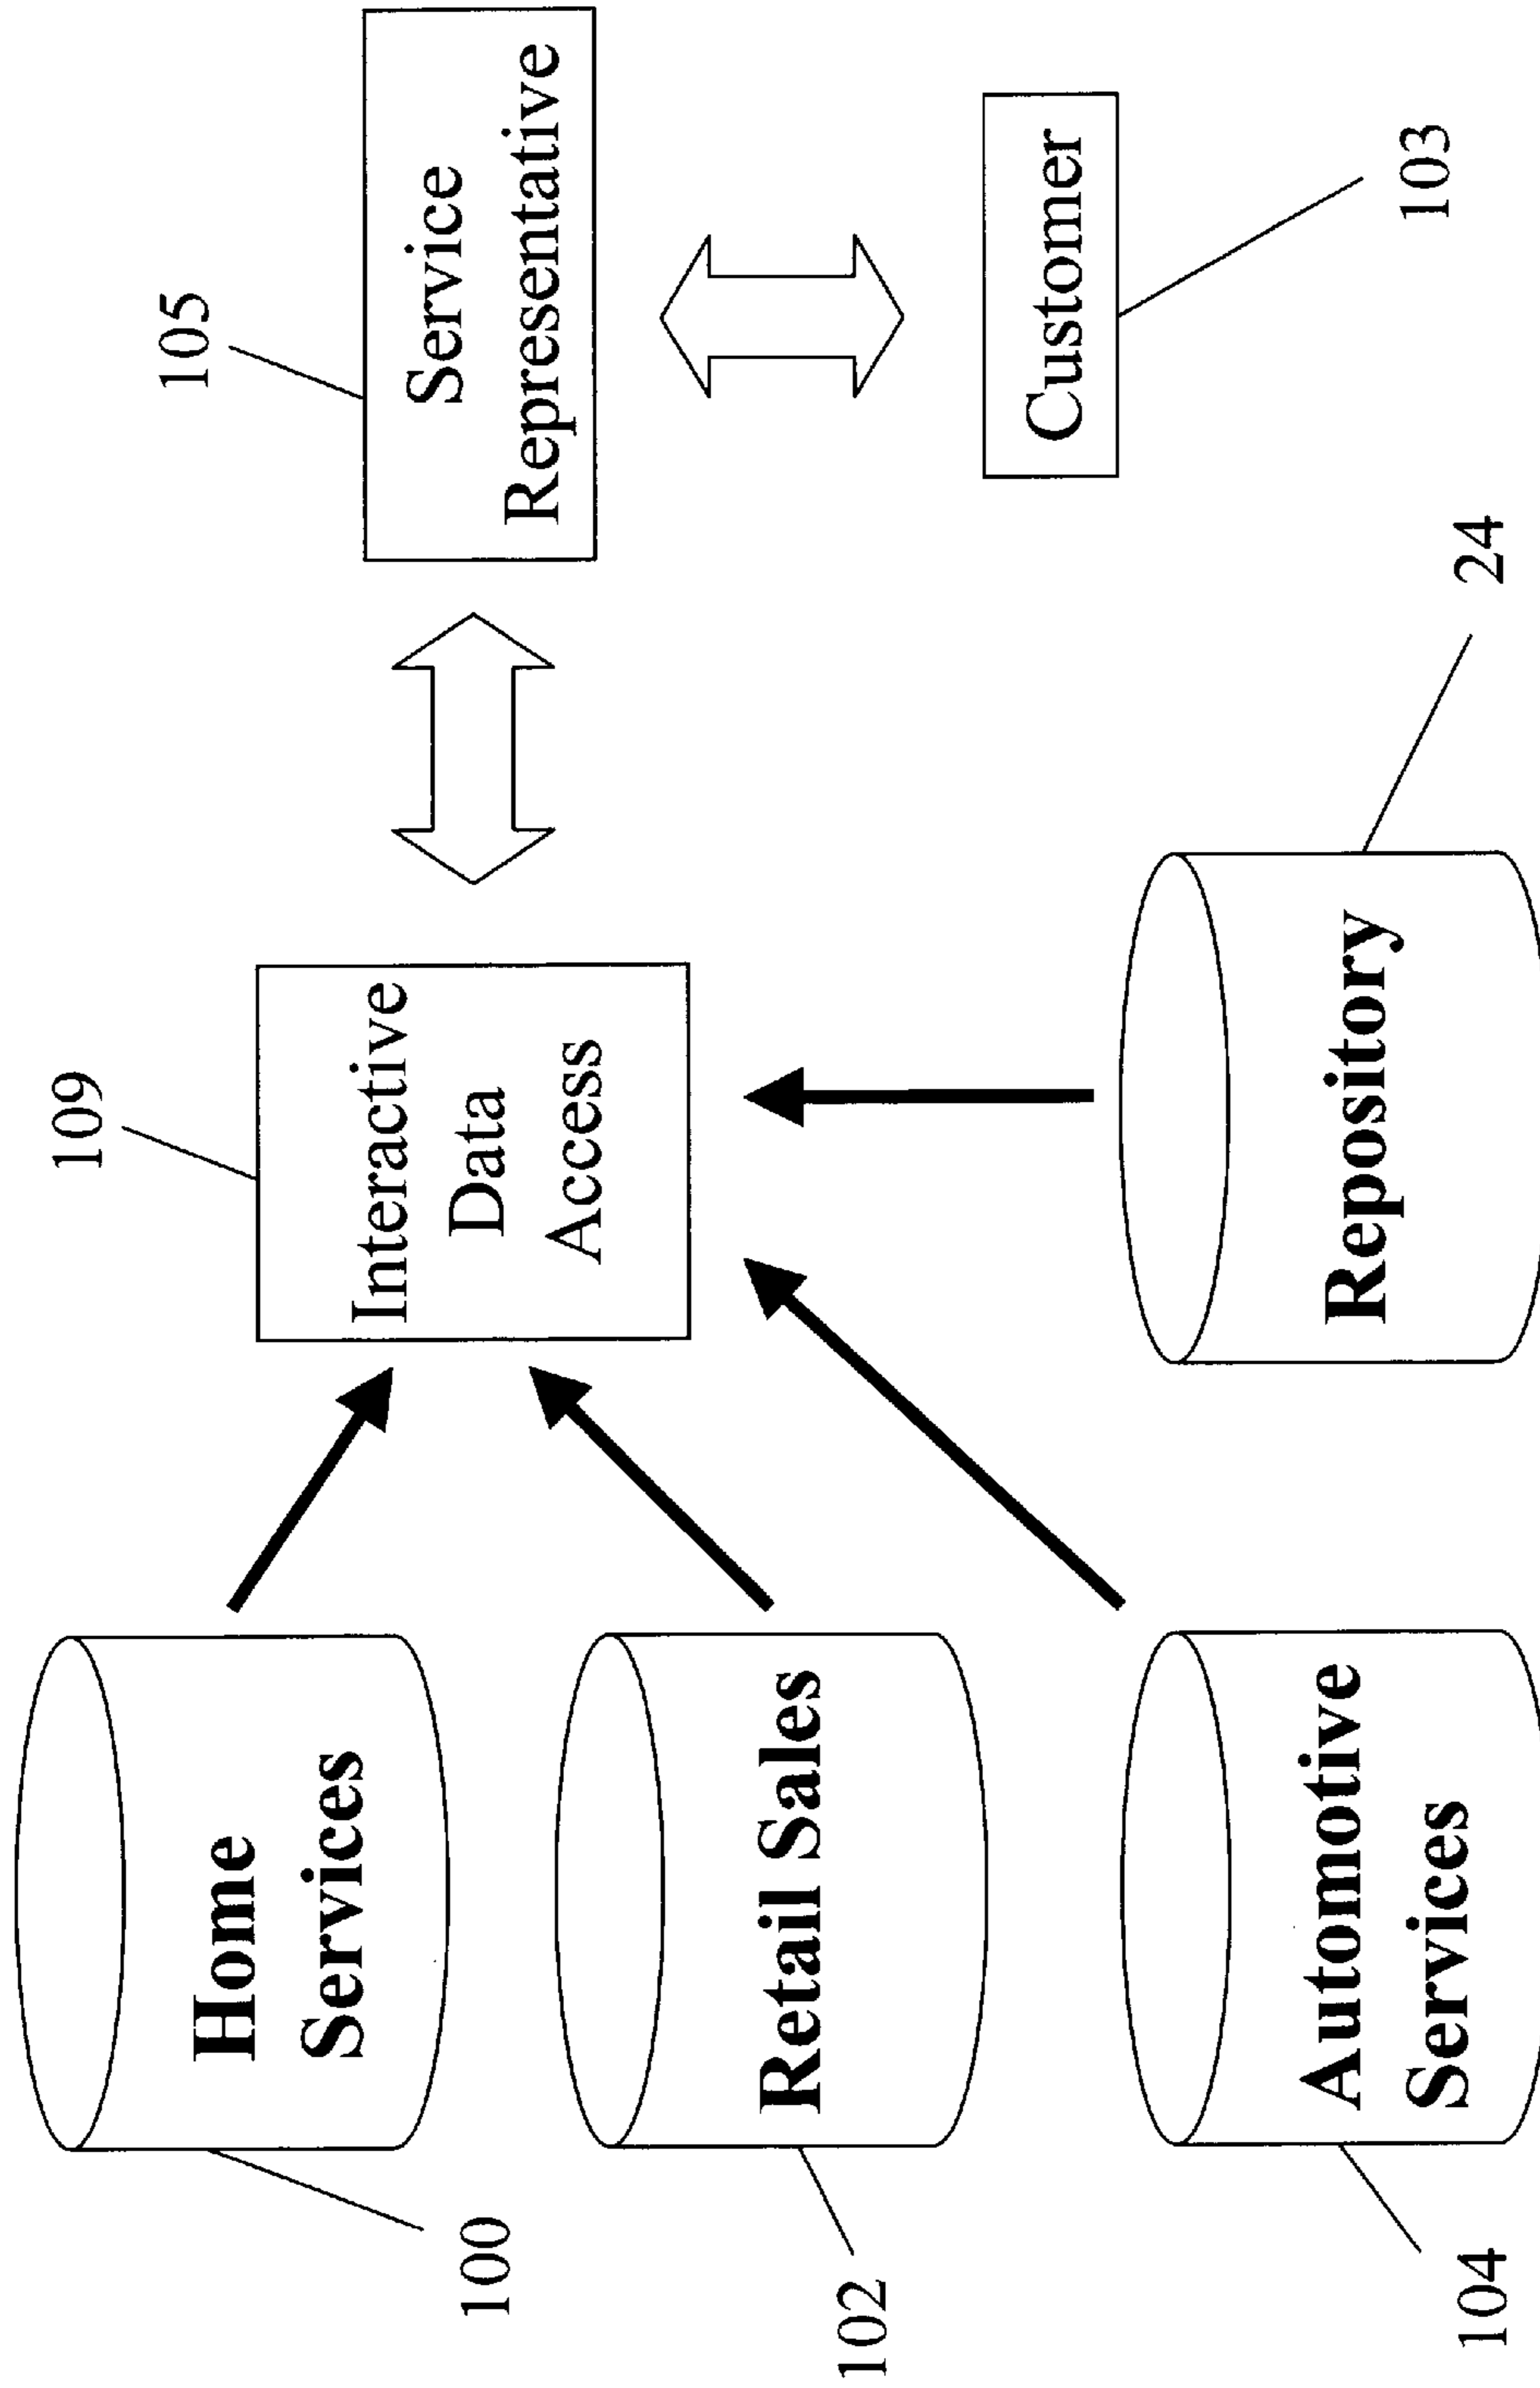 Home
Services
100
Retail Sales
102
Automotive
Services
104
109
Interactive
Data
Access
Repository
24
105
Service
Representative
Customer
103